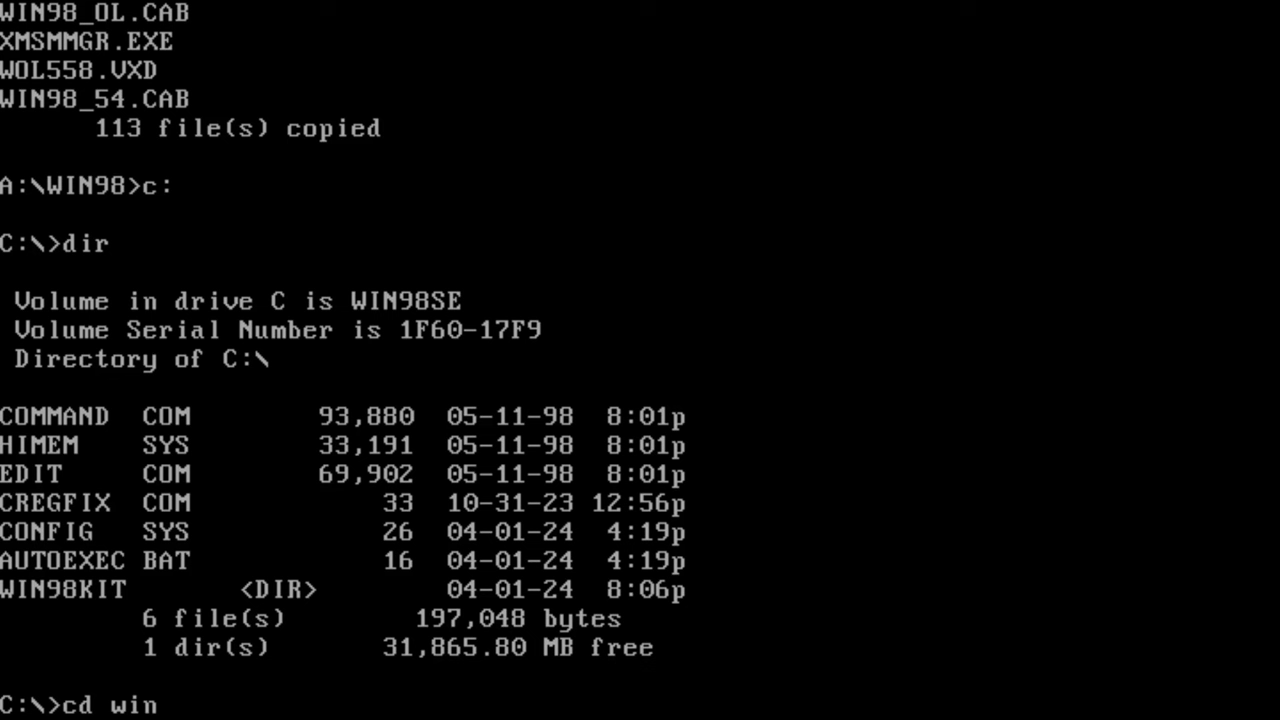 WIN98_OL.CAB
XMSMMGR.EXE
WOL558.VXD
WIN98_54.CAB
113 file(s) copied
A:\WIN98>c:
C:\>dir
Volume in drive C is WIN98SE
Volume Serial Number is 1F60-17F9
Directory of C:\
COMMAND COM 93,880 05-11-98 8:01p
HIMEM SYS 33,191 05-11-98 8:01p
EDIT COM 69,902 05-11-98 8:01p
CREGFIX COM 33 10-31-23 12:56p
CONFIG SYS 26 04-01-24 4:19p
AUTOEXEC BAT 16 04-01-24 4:19p
WIN98KIT <DIR> 04-01-24 8:06p
6 file(s) 197,048 bytes
1 dir(s) 31,865.80 MB free
C:\>cd win